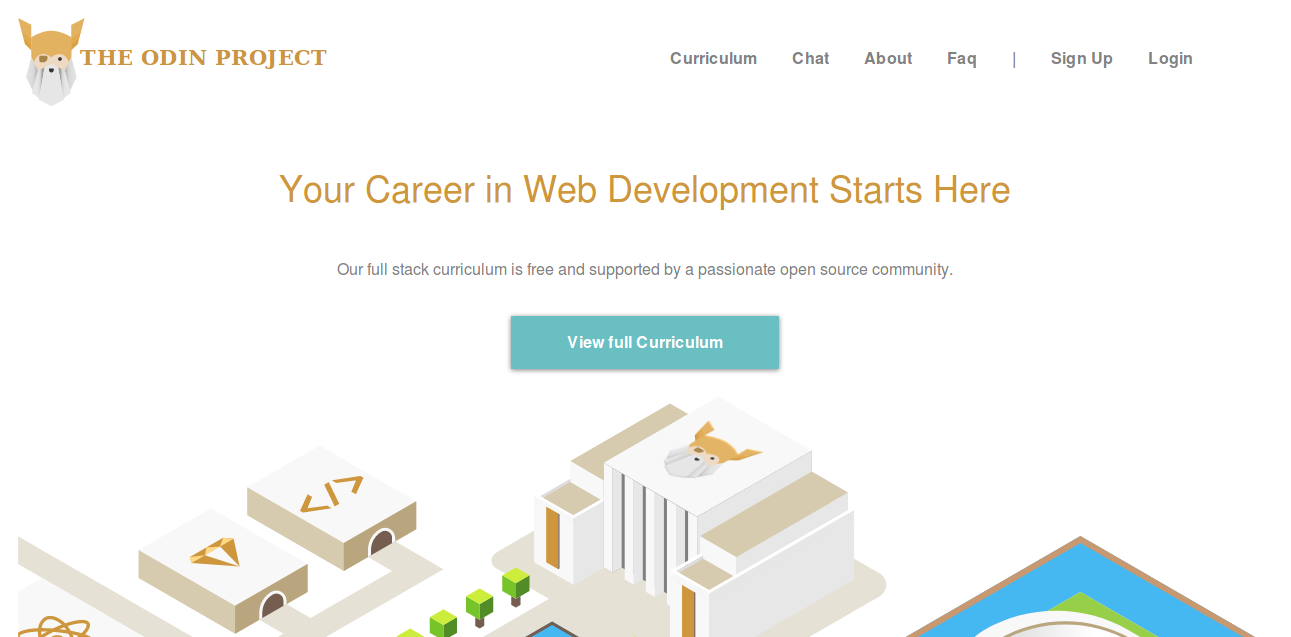 THE ODIN PROJECT
Curriculum Chat About Faq | Sign Up Login
Your Career in Web Development Starts Here
Our full stack curriculum is free and supported by a passionate open source community.
View full Curriculum
</>